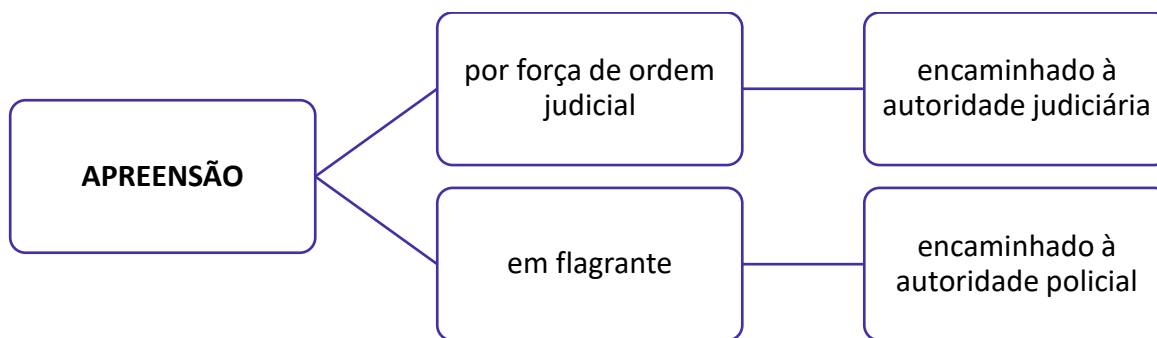 APREENSÃO
por força de ordem
judicial
encaminhado à
autoridade judiciária
em flagrante
encaminhado à
autoridade policial